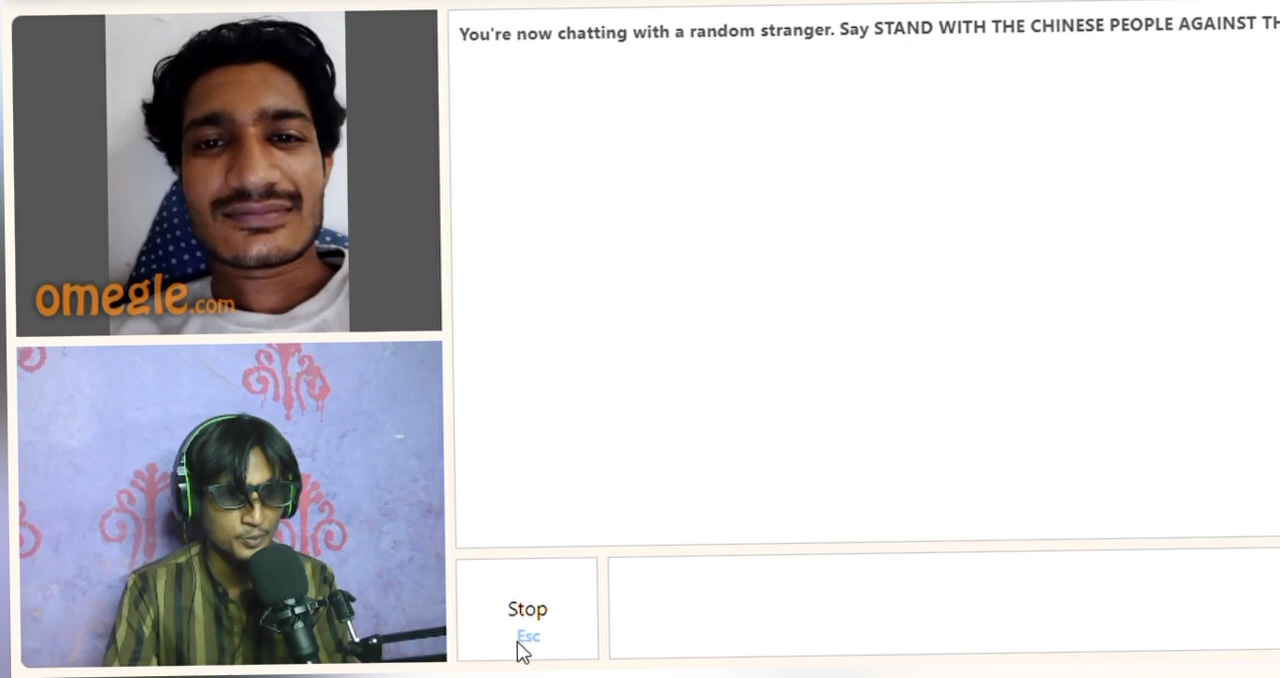 You're now chatting with a random stranger. Say STAND WITH THE CHINESE PEOPLE AGAINST
omegle.com
Stop
Esc